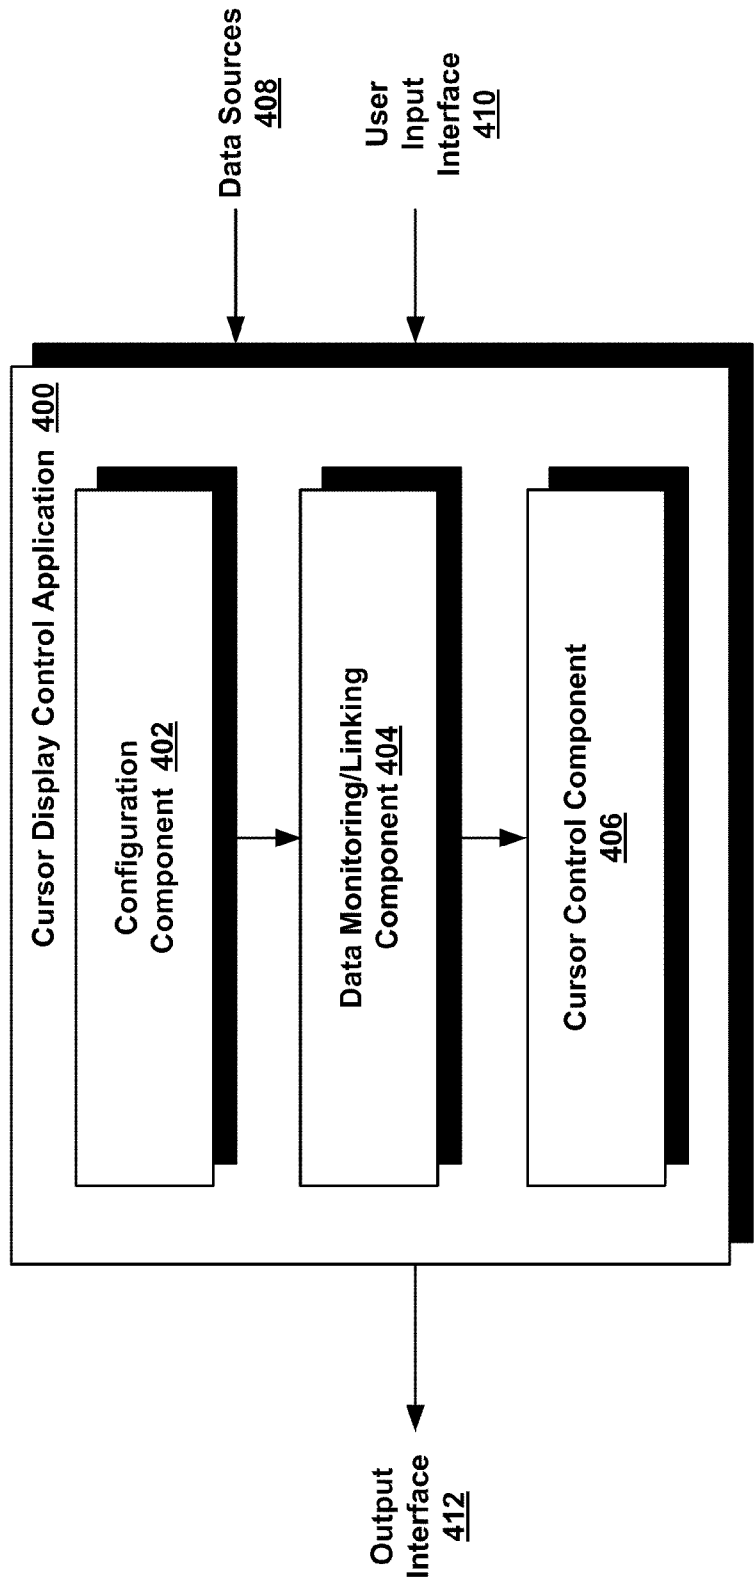 Cursor Display Control Application 400
Configuration
Component 402
Data Monitoring/Linking
Component 404
Cursor Control Component
406
Data Sources
408
User
Input
Interface
410
Output
Interface
412